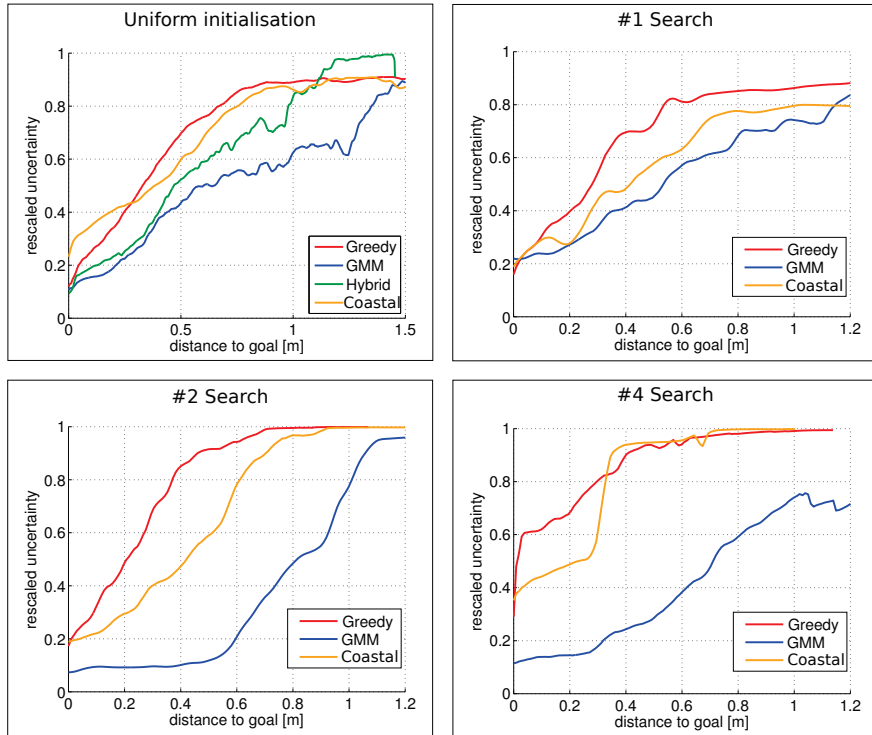 Uniform initialisation
1
0.8
0.6
0.4
0.2
0
rescaled uncertainty
0
0.5
1
1.5
distance to goal [m]
Greedy
GMM
Hybrid
Coastal
#1 Search
1
0.8
0.6
0.4
0.2
0
rescaled uncertainty
0
0.2
0.4
0.6
0.8
1
1.2
distance to goal [m]
Greedy
GMM
Coastal
#2 Search
1
0.8
0.6
0.4
0.2
0
rescaled uncertainty
0
0.2
0.4
0.6
0.8
1
1.2
distance to goal [m]
Greedy
GMM
Coastal
#4 Search
1
0.8
0.6
0.4
0.2
0
rescaled uncertainty
0
0.2
0.4
0.6
0.8
1
1.2
distance to goal [m]
Greedy
GMM
Coastal